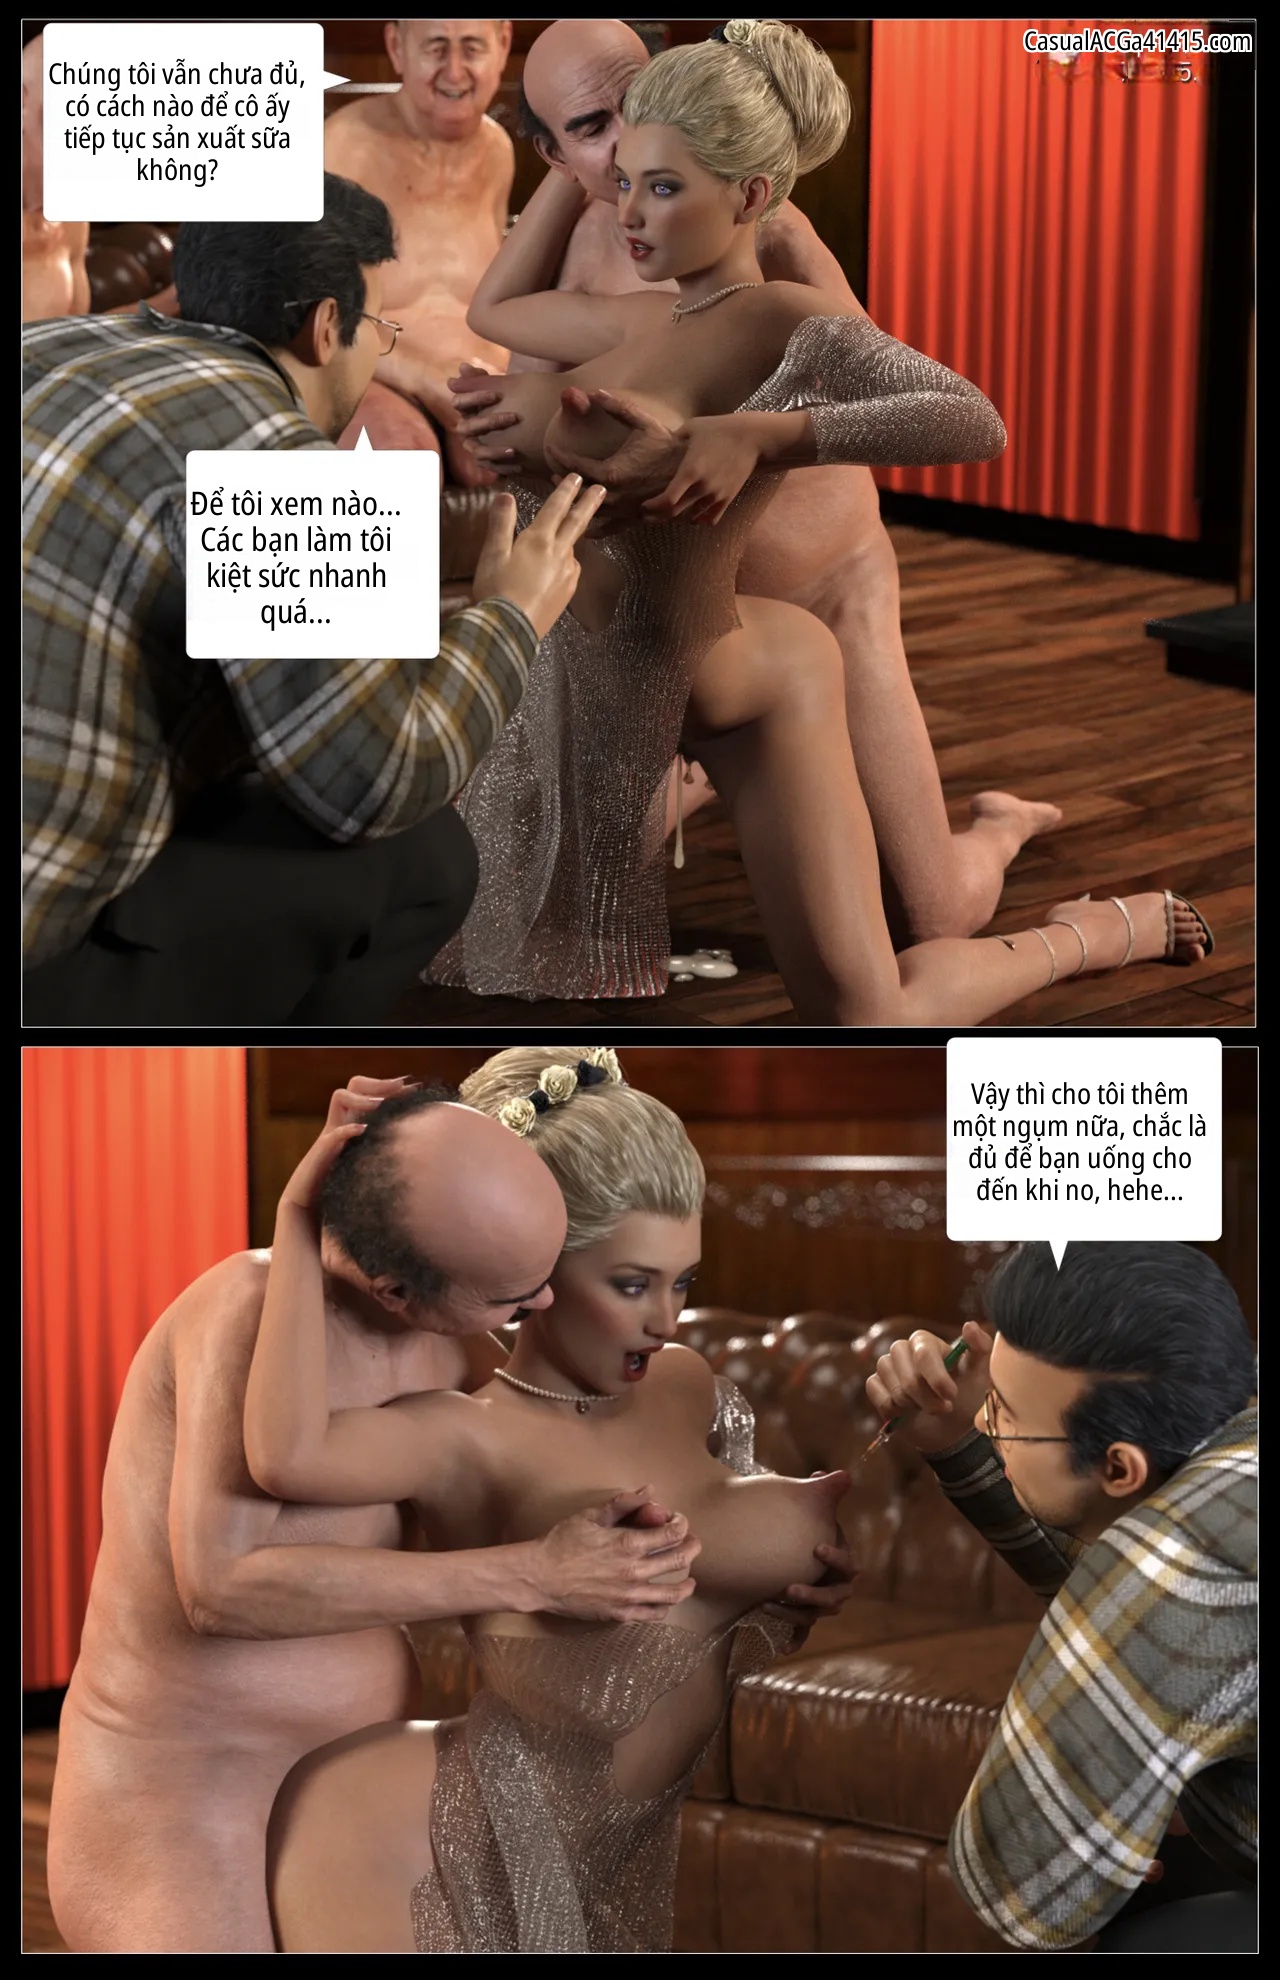 CasualACGa41415.com
Chúng tôi vẫn chưa đủ,
có cách nào để cô ấy
tiếp tục sản xuất sữa
không?
Để tôi xem nào...
Các bạn làm tôi
kiệt sức nhanh
quá...
Vậy thì cho tôi thêm
một ngụm nữa, chắc là
đủ để bạn uống cho
đến khi no, hehe...